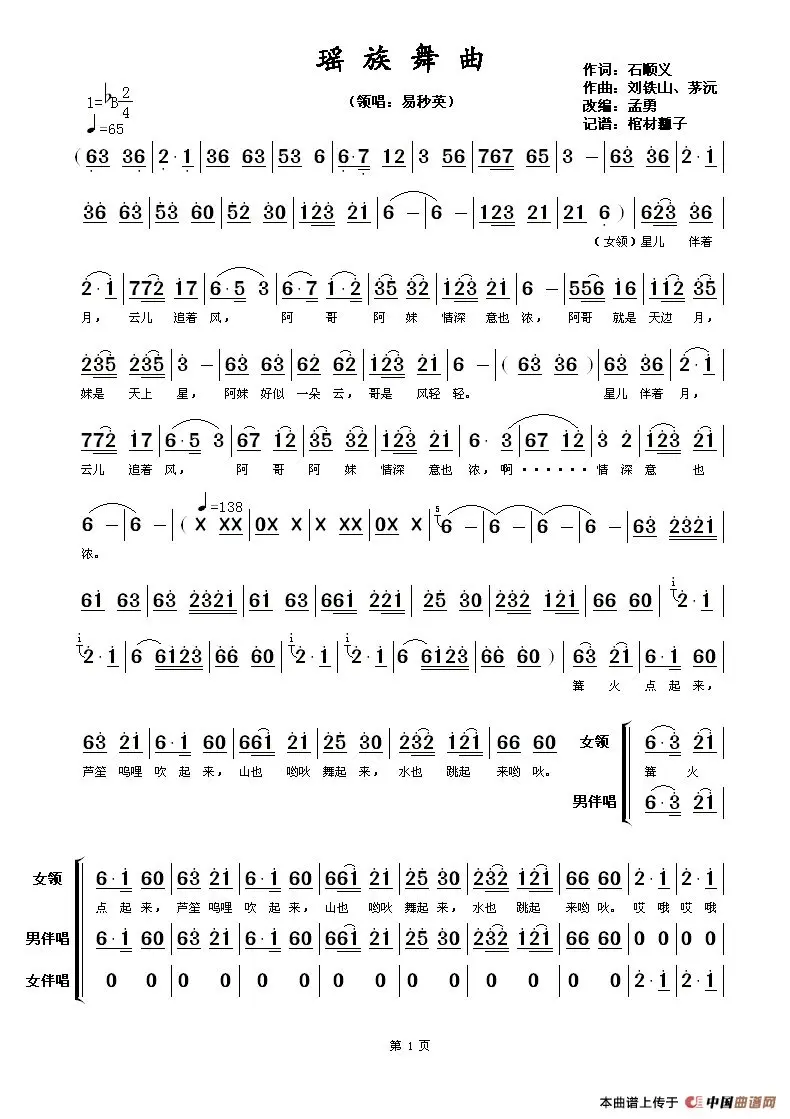 瑶 族 舞 曲
（领唱：易秒英）
作词：石顺义
作曲：刘铁山、茅沅
改编：孟勇
记谱：棺材瓤子
1=♭B 2/4
♩=65
( 63 36 | 2·1 | 36 63 | 53 6 | 6·7 12 | 3 56 | 767 65 | 3 – | 63 36 | 2·1 |
36 63 | 53 60 | 52 30 | 123 21 | 6 – | 6 – | 123 21 | 21 6 ) | 623 36 |
（女领）星儿 伴着
2·1 | 772 17 | 6·5 3 | 6·7 1·2 | 35 32 | 123 21 | 6 – | 556 16 | 112 35 |
月， 云儿 追着 风， 阿 哥 阿 妹 情深 意也 浓，阿哥 就是 天边 月，
235 235 | 3 – | 63 63 | 62 62 | 123 21 | 6 – | ( 63 36 ) | 63 36 | 2·1 |
妹是 天上 星， 阿妹 好似 一朵 云，哥是 风轻 轻。 星儿 伴着 月，
772 17 | 6·5 3 | 67 12 | 35 32 | 123 21 | 6· 3 | 67 12 | 3 2 | 123 21 |
云儿 追着 风， 阿 哥 阿 妹 情深 意也 浓，啊······情 深 意 也
♩=138
6 – | 6 – | ( X XX | 0X X | X XX | 0X X | 5 6 – | 6 – | 6 – | 6 – | 63 2321 |
浓。
61 63 | 63 2321 | 61 63 | 661 221 | 25 30 | 232 121 | 66 60 | i 2·1 |
i 2·1 | 6 6123 | 66 60 | i 2·1 | i 2·1 | 6 6123 | 66 60 ) | 63 21 | 6·1 60 |
篝 火 点 起 来，
63 21 | 6·1 60 | 661 21 | 25 30 | 232 121 | 66 60 | 女领 6·3 21 |
芦笙 呜哩 吹 起 来，山也 哟吙 舞起 来，水也 跳起 来哟 吙。 篝 火
男伴唱 6·3 21 |
女领 6·1 60 | 63 21 | 6·1 60 | 661 21 | 25 30 | 232 121 | 66 60 | 2·1 | 2·1 |
点 起 来，芦笙 呜哩 吹 起 来，山也 哟吙 舞起 来，水也 跳起 来哟 吙。哎 哦哎 哦
男伴唱 6·1 60 | 63 21 | 6·1 60 | 661 21 | 25 30 | 232 121 | 66 60 | 0 0 | 0 0 |
女伴唱 0 0 | 0 0 | 0 0 | 0 0 | 0 0 | 0 0 | 0 0 | 2·1 | 2·1 |
第 1 页
本曲谱上传于 中国曲谱网